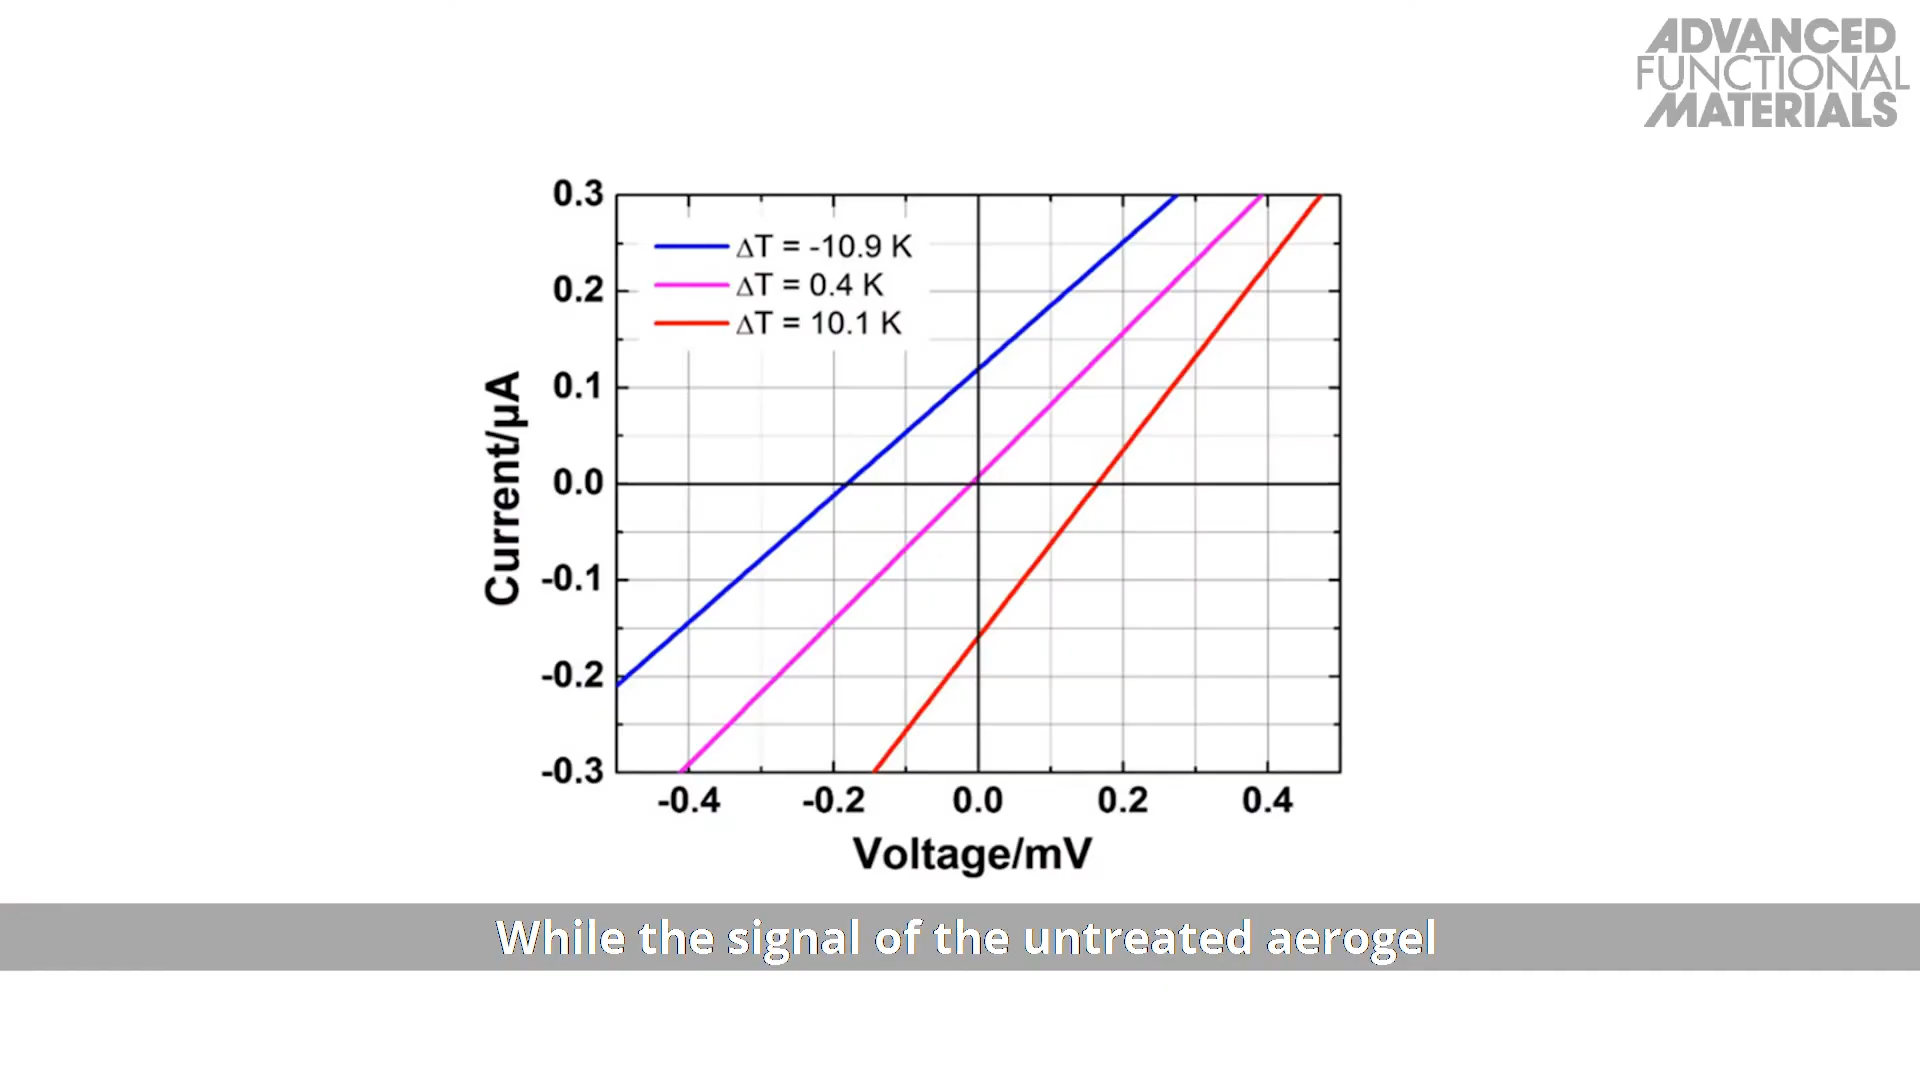 ADVANCED
FUNCTIONAL
MATERIALS
0.3
0.2
0.1
0.0
-0.1
-0.2
-0.3
Current/μA
ΔT = -10.9 K
ΔT = 0.4 K
ΔT = 10.1 K
-0.4 -0.2 0.0 0.2 0.4
Voltage/mV
While the signal of the untreated aerogel